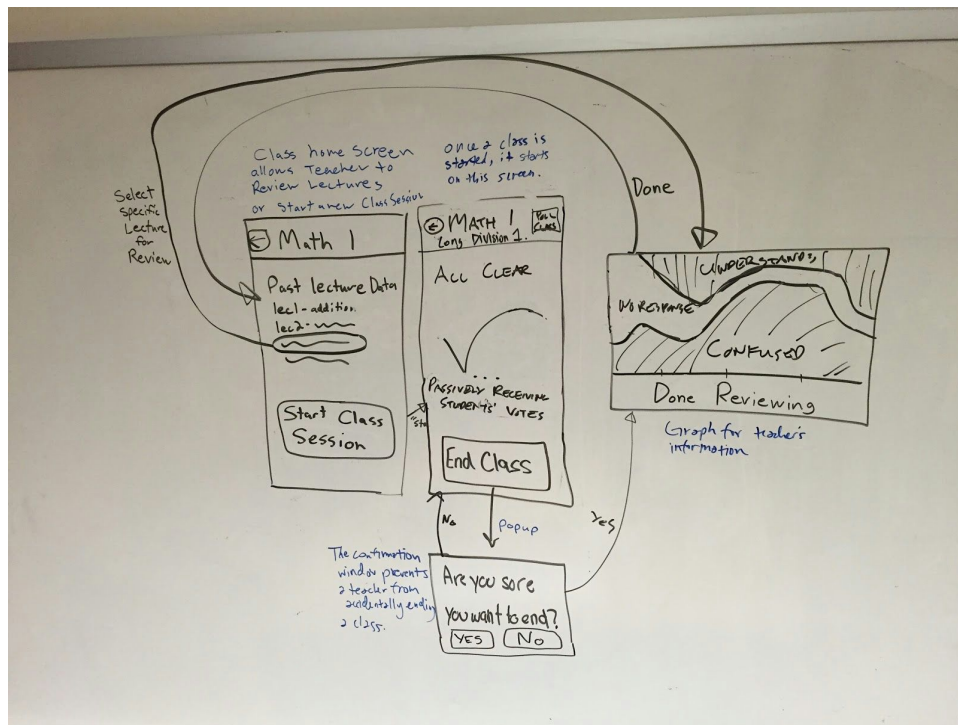 Class home screen
allows Teacher to
Review Lectures
or Start a new Class Session
once a class is
started, it starts
on this screen.
Select
specific
Lecture
for
Review
Math 1
Past lecture Data
lec1-addition
lec2-
Start Class
Session
MATH 1
Long Division 1.
POLL
CLASS
ALL CLEAR
...
PASSIVELY RECEIVING
STUDENTS' VOTES
End Class
No
Popup
Yes
The confirmation
window prevents
a teacher from
accidentally ending
a class.
Are you sure
you want to end?
YES
No
Done
UNDERSTANDS
NO RESPONSE
CONFUSED
Done Reviewing
Graph for teacher's
information